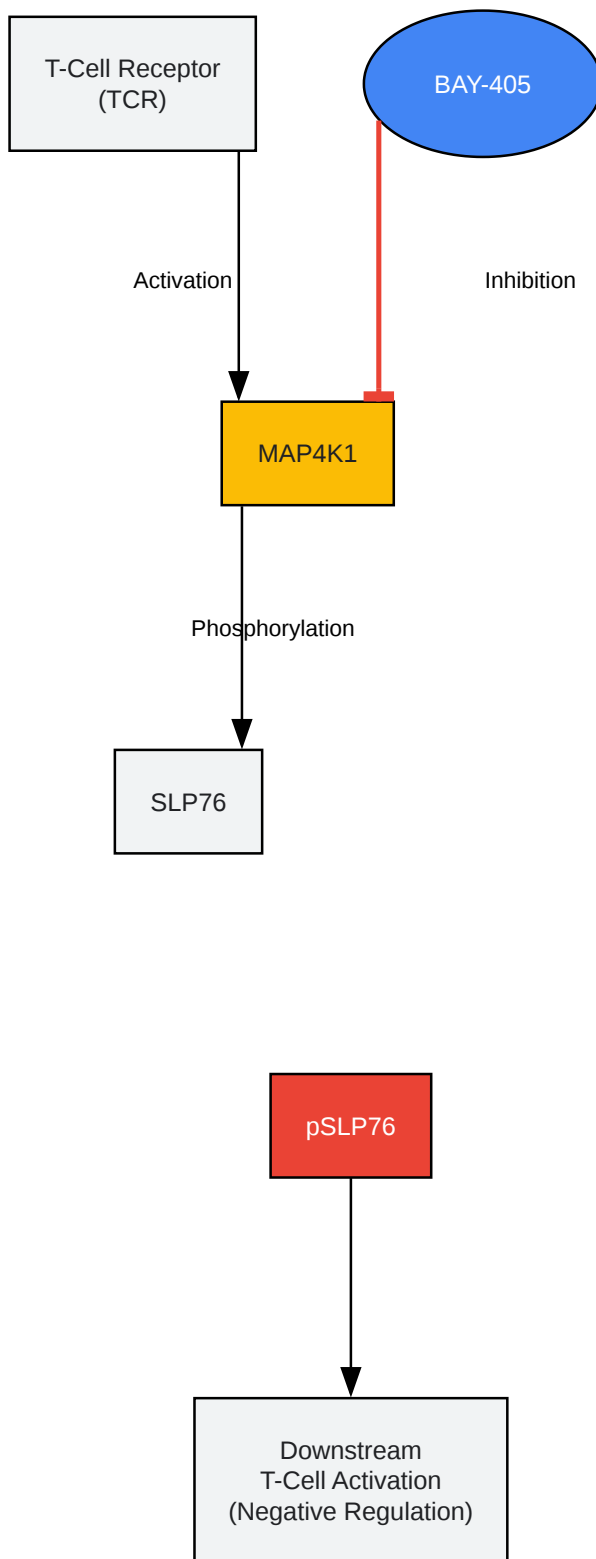 T-Cell Receptor
(TCR)
BAY-405
Activation
Inhibition
MAP4K1
Phosphorylation
SLP76
pSLP76
Downstream
T-Cell Activation
(Negative Regulation)